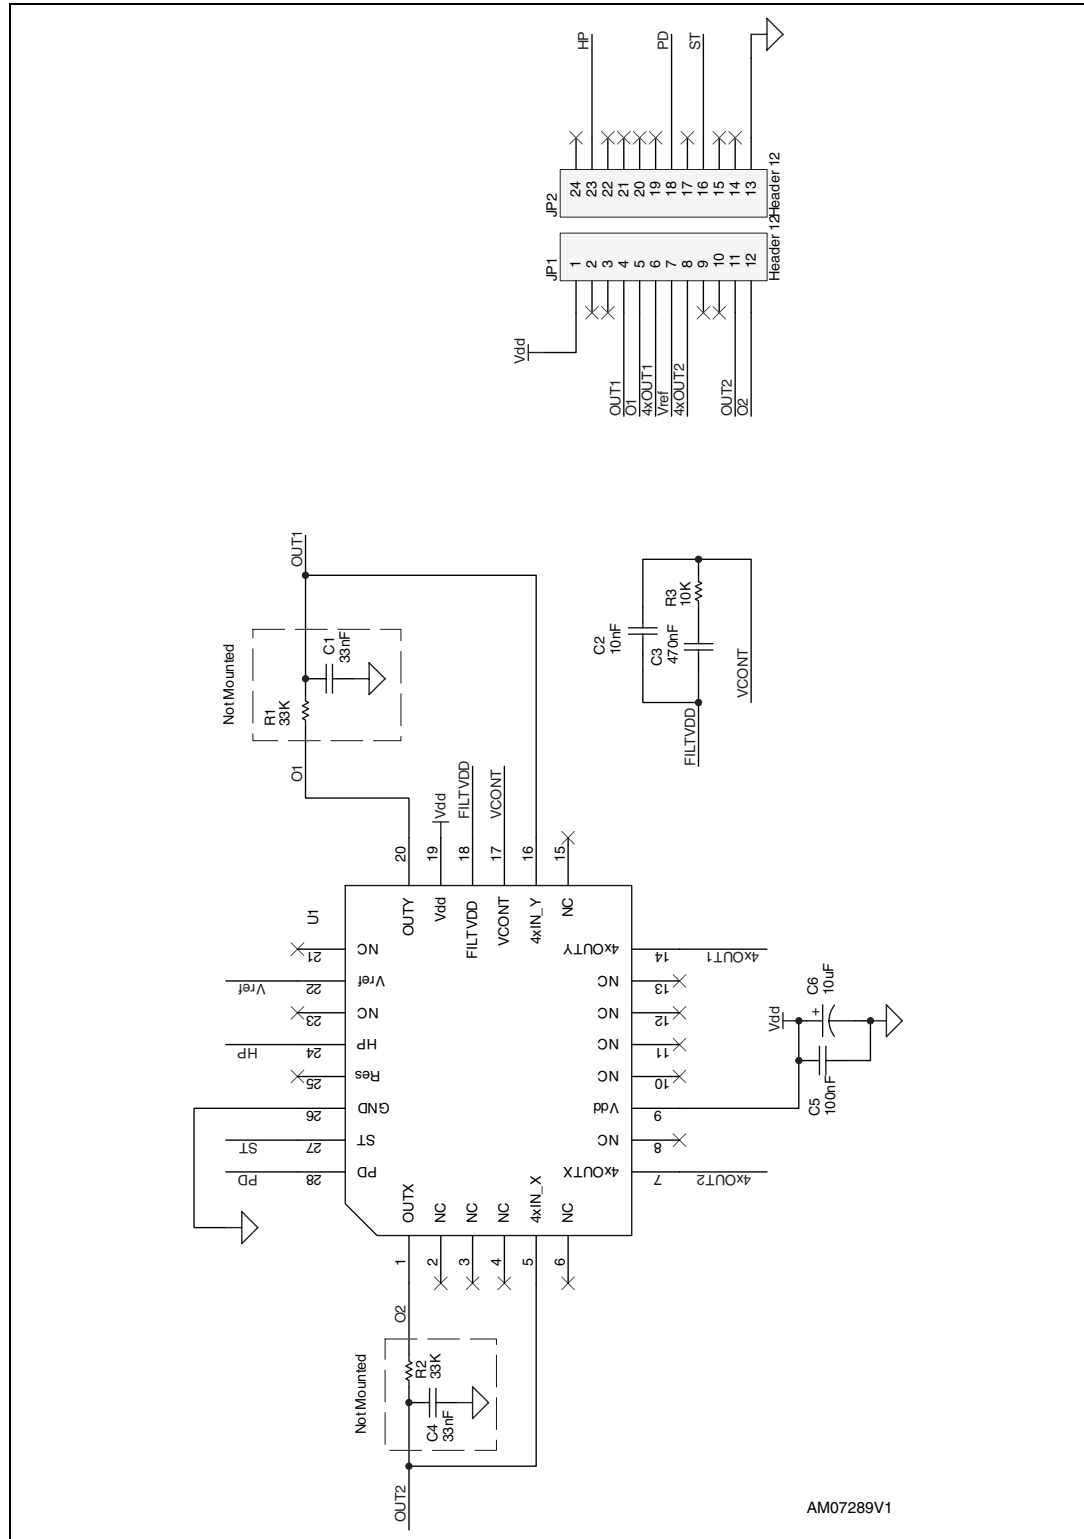 HP
PD
ST
JP2
24
23
22
21
20
19
18
17
16
15
14
13
Header 12
JP1
1
2
3
4
5
6
7
8
9
10
11
12
Header 12
Vdd
OUT1
O1
4xOUT1
Vref
4xOUT2
OUT2
O2
OUT1
Not Mounted
C1
33nF
R1
33K
O1
C2
10nF
C3
470nF
R3
10K
FILTVDD
VCONT
Vdd
FILTVDD
VCONT
20
19
18
17
16
15
U1
OUTY
Vdd
FILTVDD
VCONT
4xIN_Y
NC
NC
21
Vref
22
Vref
NC
23
HP
24
HP
Res
25
GND
26
ST
27
ST
PD
28
PD
4xOUTY
14
4xOUT1
NC
13
NC
12
NC
11
NC
10
Vdd
9
NC
8
4xOUTX
7
4xOUT2
Vdd
+
C6
10uF
C5
100nF
OUTX
NC
NC
NC
4xIN_X
NC
1
2
3
4
5
6
O2
Not Mounted
R2
33K
C4
33nF
OUT2
AM07289V1